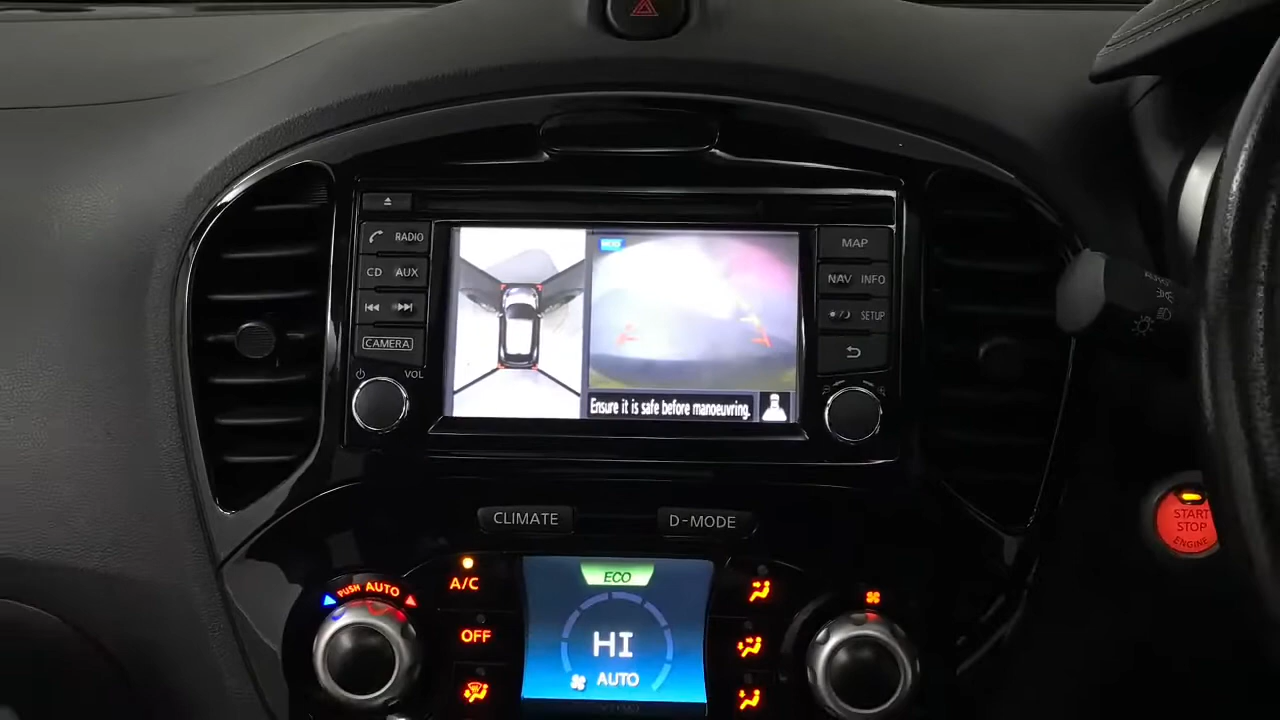 RADIO
MAP
CD AUX
NAV INFO
SETUP
CAMERA
VOL
MOD
Ensure it is safe before manoeuvring.
CLIMATE
D-MODE
START
STOP
ENGINE
ECO
A/C
PUSH AUTO
OFF
HI
AUTO